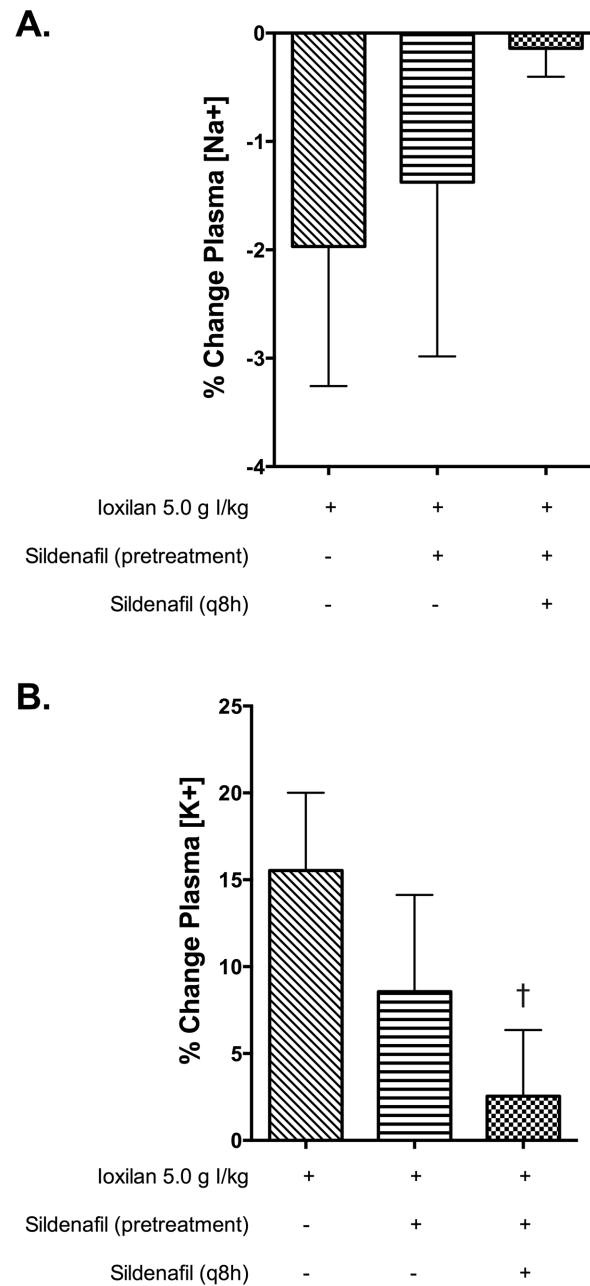 A.
% Change Plasma [Na+]
0
-1
-2
-3
-4
Ioxilan 5.0 g I/kg + + +
Sildenafil (pretreatment) - + +
Sildenafil (q8h) - - +
B.
% Change Plasma [K+]
25
20
15
10
5
0
†
Ioxilan 5.0 g I/kg + + +
Sildenafil (pretreatment) - + +
Sildenafil (q8h) - - +